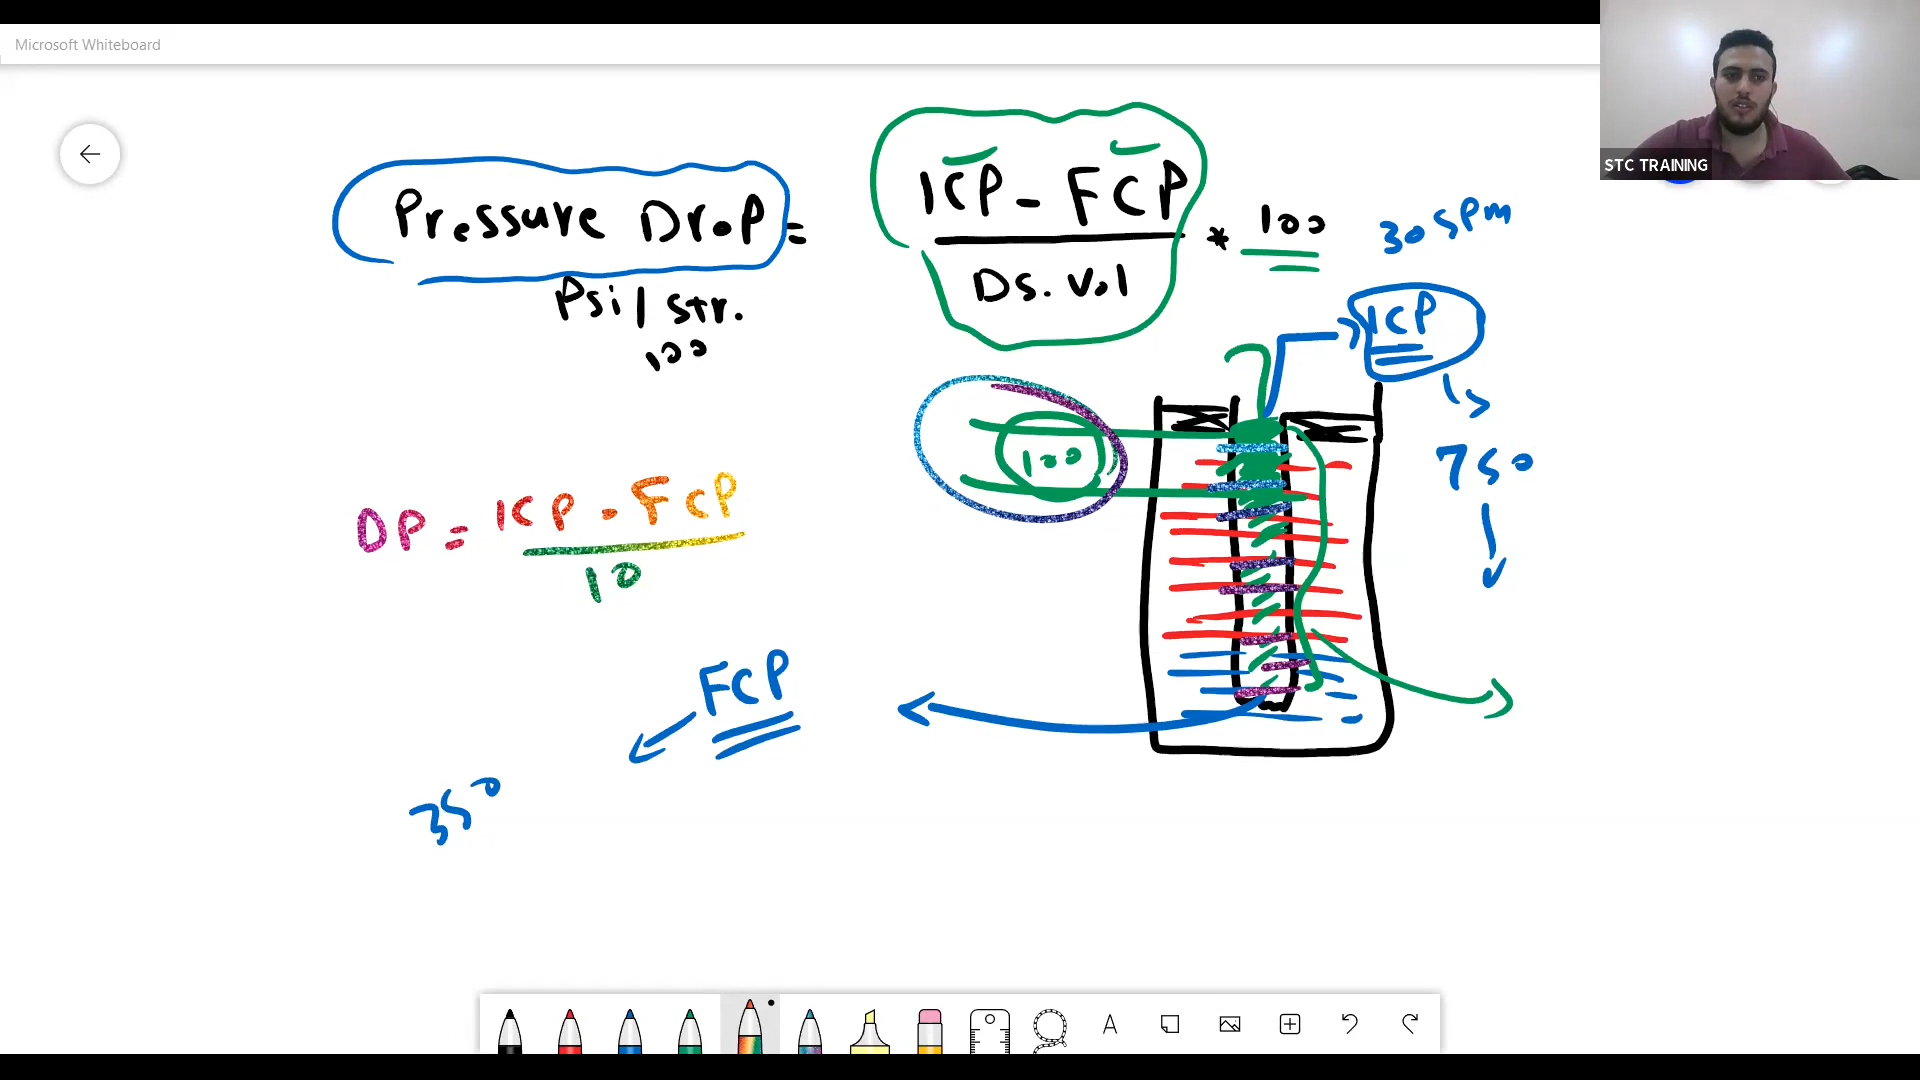 Microsoft Whiteboard
STC TRAINING
Pressure Drop = ICP - FCP
Ds. Vol
* 100
30 SPM
Psi / Str.
100
ICP
100
750
DP = ICP - FCP
10
FCP
350
A